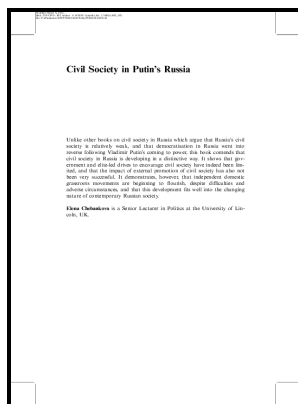 Civil Society in Putin's Russia
Unlike other books on civil society in Russia which argue that Russia's civil
society is relatively weak, and that democratisation in Russia went into
reverse following Vladimir Putin's coming to power, this book contends that
civil society in Russia is developing in a distinctive way. It shows that gov-
ernment and elite-led drives to encourage civil society have indeed been lim-
ited, and that the impact of external promotion of civil society has also not
been very successful. It demonstrates, however, that independent domestic
grassroots movements are beginning to flourish, despite difficulties and
adverse circumstances, and that this development fits well into the changing
nature of contemporary Russian society.
Elena Chebankova is a Senior Lecturer in Politics at the University of Lin-
coln, UK.